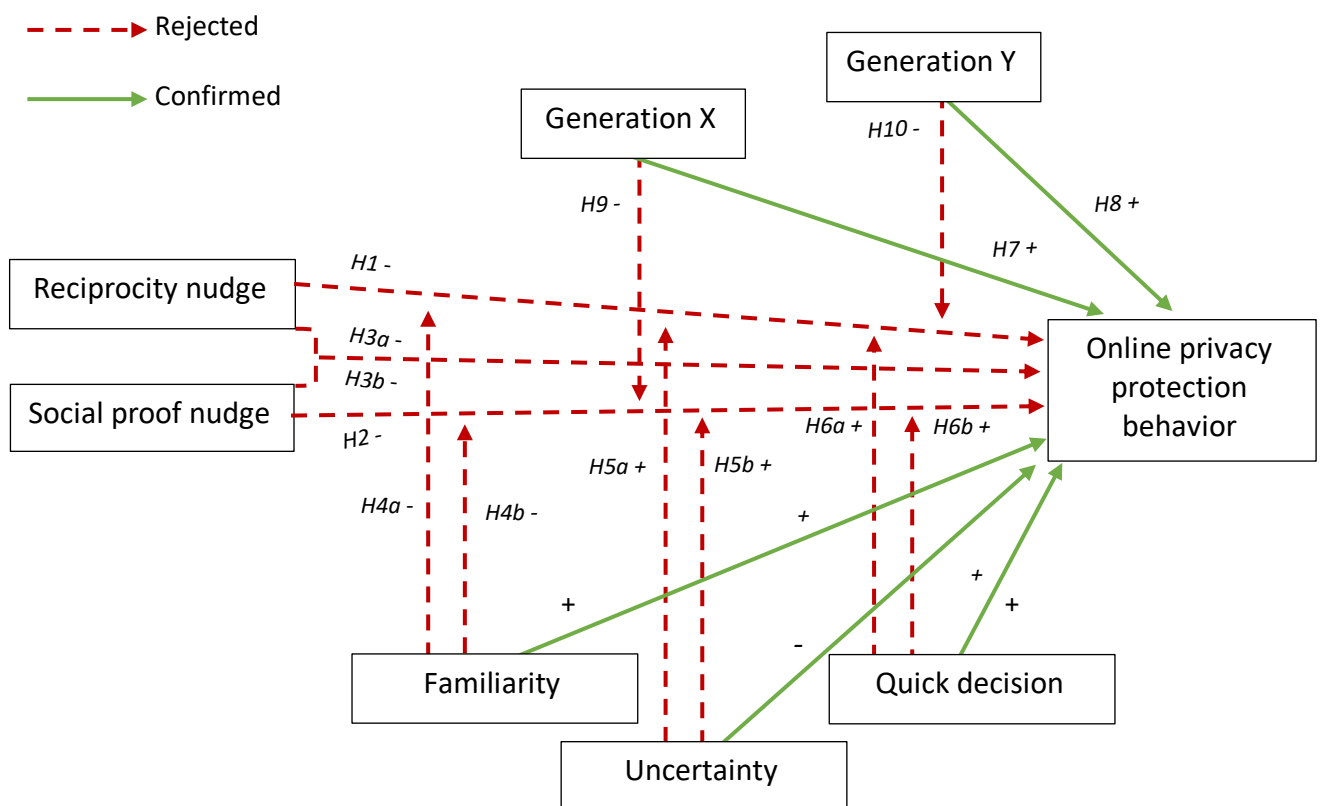 Rejected
Confirmed
Generation Y
Generation X
H10 -
H9 -
H8 +
H7 +
H1 -
Reciprocity nudge
H3a -
H3b -
Social proof nudge
H2 -
Online privacy
protection
behavior
H6a +
H6b +
H5a +
H5b +
H4a -
H4b -
+
+
+
+
-
Familiarity
Quick decision
Uncertainty